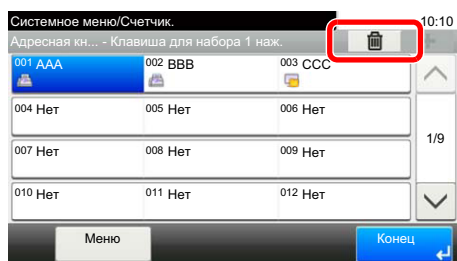 Системное меню/Счетчик. 10:10
Адресная кн... - Клавиша для набора 1 наж.
001 AAA 002 BBB 003 CCC
004 Нет 005 Нет 006 Нет
1/9
007 Нет 008 Нет 009 Нет
010 Нет 011 Нет 012 Нет
Меню Конец